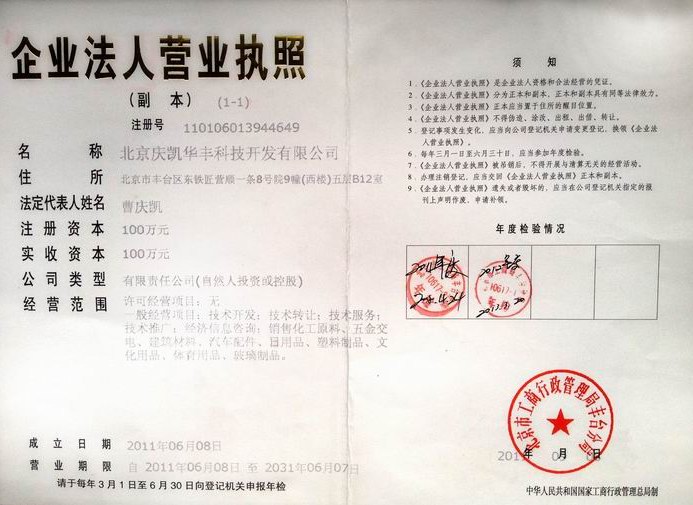 企业法人营业执照
(副 本) (1-1)
注册号 110106013944649
名 称 北京庆凯华丰科技开发有限公司
住 所 北京市丰台区东铁匠营顺一条8号院9幢(西楼)五层B12室
法定代表人姓名 曹庆凯
注 册 资 本 100万元
实 收 资 本 100万元
公 司 类 型 有限责任公司(自然人投资或控股)
经 营 范 围 许可经营项目：无
一般经营项目：技术开发；技术转让；技术服务；
技术推广；经济信息咨询；销售化工原料、五金交
电、建筑材料、汽车配件、日用品、塑料制品、文
化用品、体育用品、玻璃制品。
成 立 日 期 2011年06月08日
营 业 期 限 自 2011年06月08日 至 2031年06月07日
请于每年3月1日至6月30日向登记机关申报年检
须 知
1．《企业法人营业执照》是企业法人资格和合法经营的凭证。
2．《企业法人营业执照》分为正本和副本，正本和副本具有同等法律效力。
3．《企业法人营业执照》正本应当置于住所的醒目位置。
4．《企业法人营业执照》不得伪造、涂改、出租、出借、转让。
5．登记事项发生变化，应当向公司登记机关申请变更登记，换领《企业法人
营业执照》。
6．每年三月一日至六月三十日，应当参加年度检验。
7．《企业法人营业执照》被吊销后，不得开展与清算无关的经营活动。
8．办理注销登记，应当交回《企业法人营业执照》正本和副本。
9．《企业法人营业执照》遗失或者毁坏的，应当在公司登记机关指定的报
刊上声明作废，申请补领。
年度检验情况
北京市工商行政管理局丰台分局
年 月 日
中华人民共和国国家工商行政管理总局制